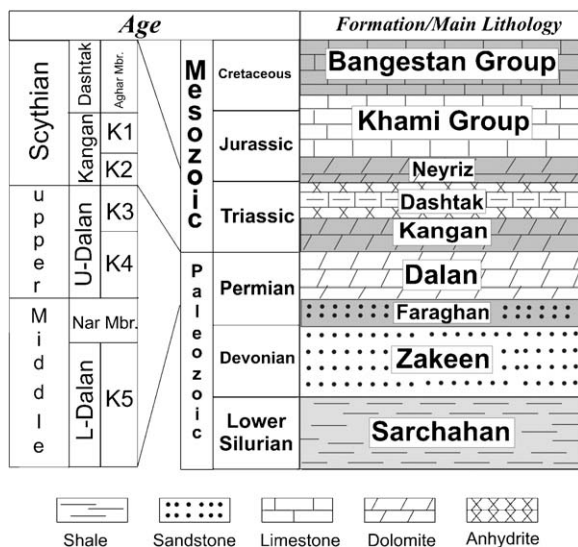 Age
Formation/Main Lithology
Scythian
Dashtak
Aghar Mbr.
Kangan
K1
K2
upper
U-Dalan
K3
K4
Middle
Nar Mbr.
L-Dalan
K5
Mesozoic
Cretaceous
Jurassic
Triassic
Paleozoic
Permian
Devonian
Lower
Silurian
Bangestan Group
Khami Group
Neyriz
Dashtak
Kangan
Dalan
Faraghan
Zakeen
Sarchahan
Shale
Sandstone
Limestone
Dolomite
Anhydrite